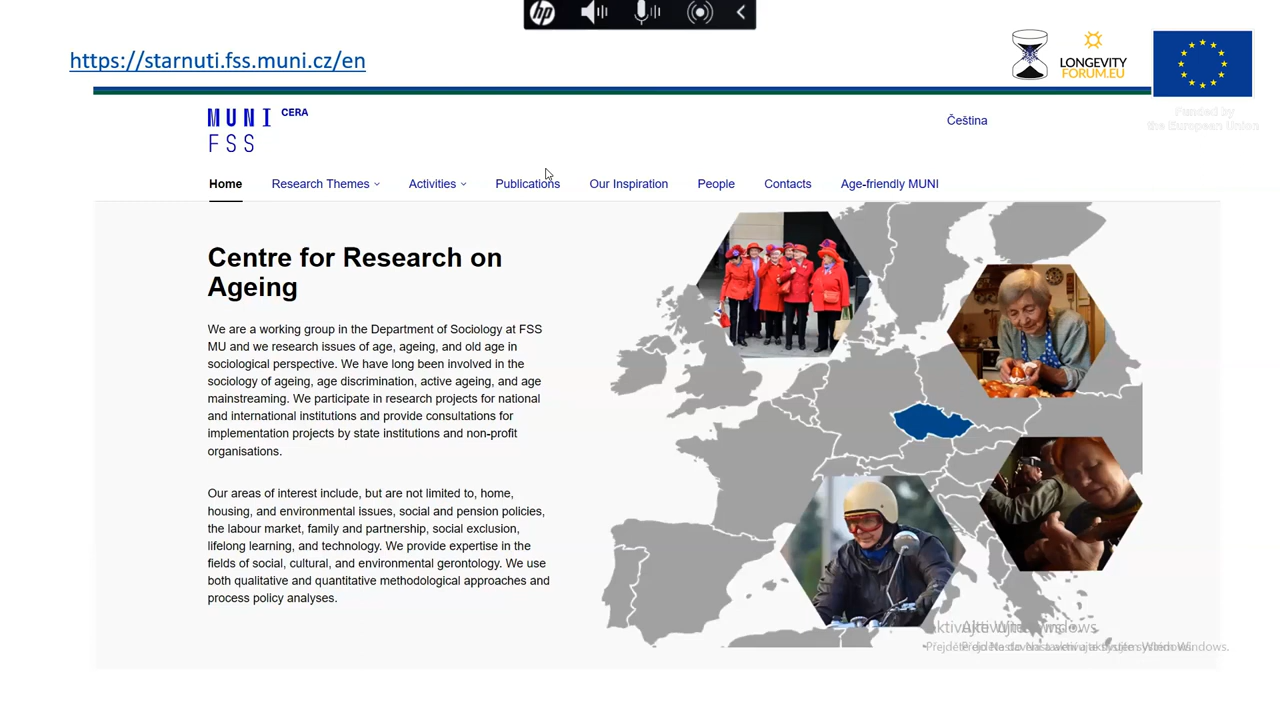 hp
https://starnuti.fss.muni.cz/en
LONGEVITY
FORUM.EU
Funded by
the European Union
MUNI CERA
FSS
Čeština
Home Research Themes Activities Publications Our Inspiration People Contacts Age-friendly MUNI
Centre for Research on
Ageing
We are a working group in the Department of Sociology at FSS
MU and we research issues of age, ageing, and old age in
sociological perspective. We have long been involved in the
sociology of ageing, age discrimination, active ageing, and age
mainstreaming. We participate in research projects for national
and international institutions and provide consultations for
implementation projects by state institutions and non-profit
organisations.
Our areas of interest include, but are not limited to, home,
housing, and environmental issues, social and pension policies,
the labour market, family and partnership, social exclusion,
lifelong learning, and technology. We provide expertise in the
fields of social, cultural, and environmental gerontology. We use
both qualitative and quantitative methodological approaches and
process policy analyses.